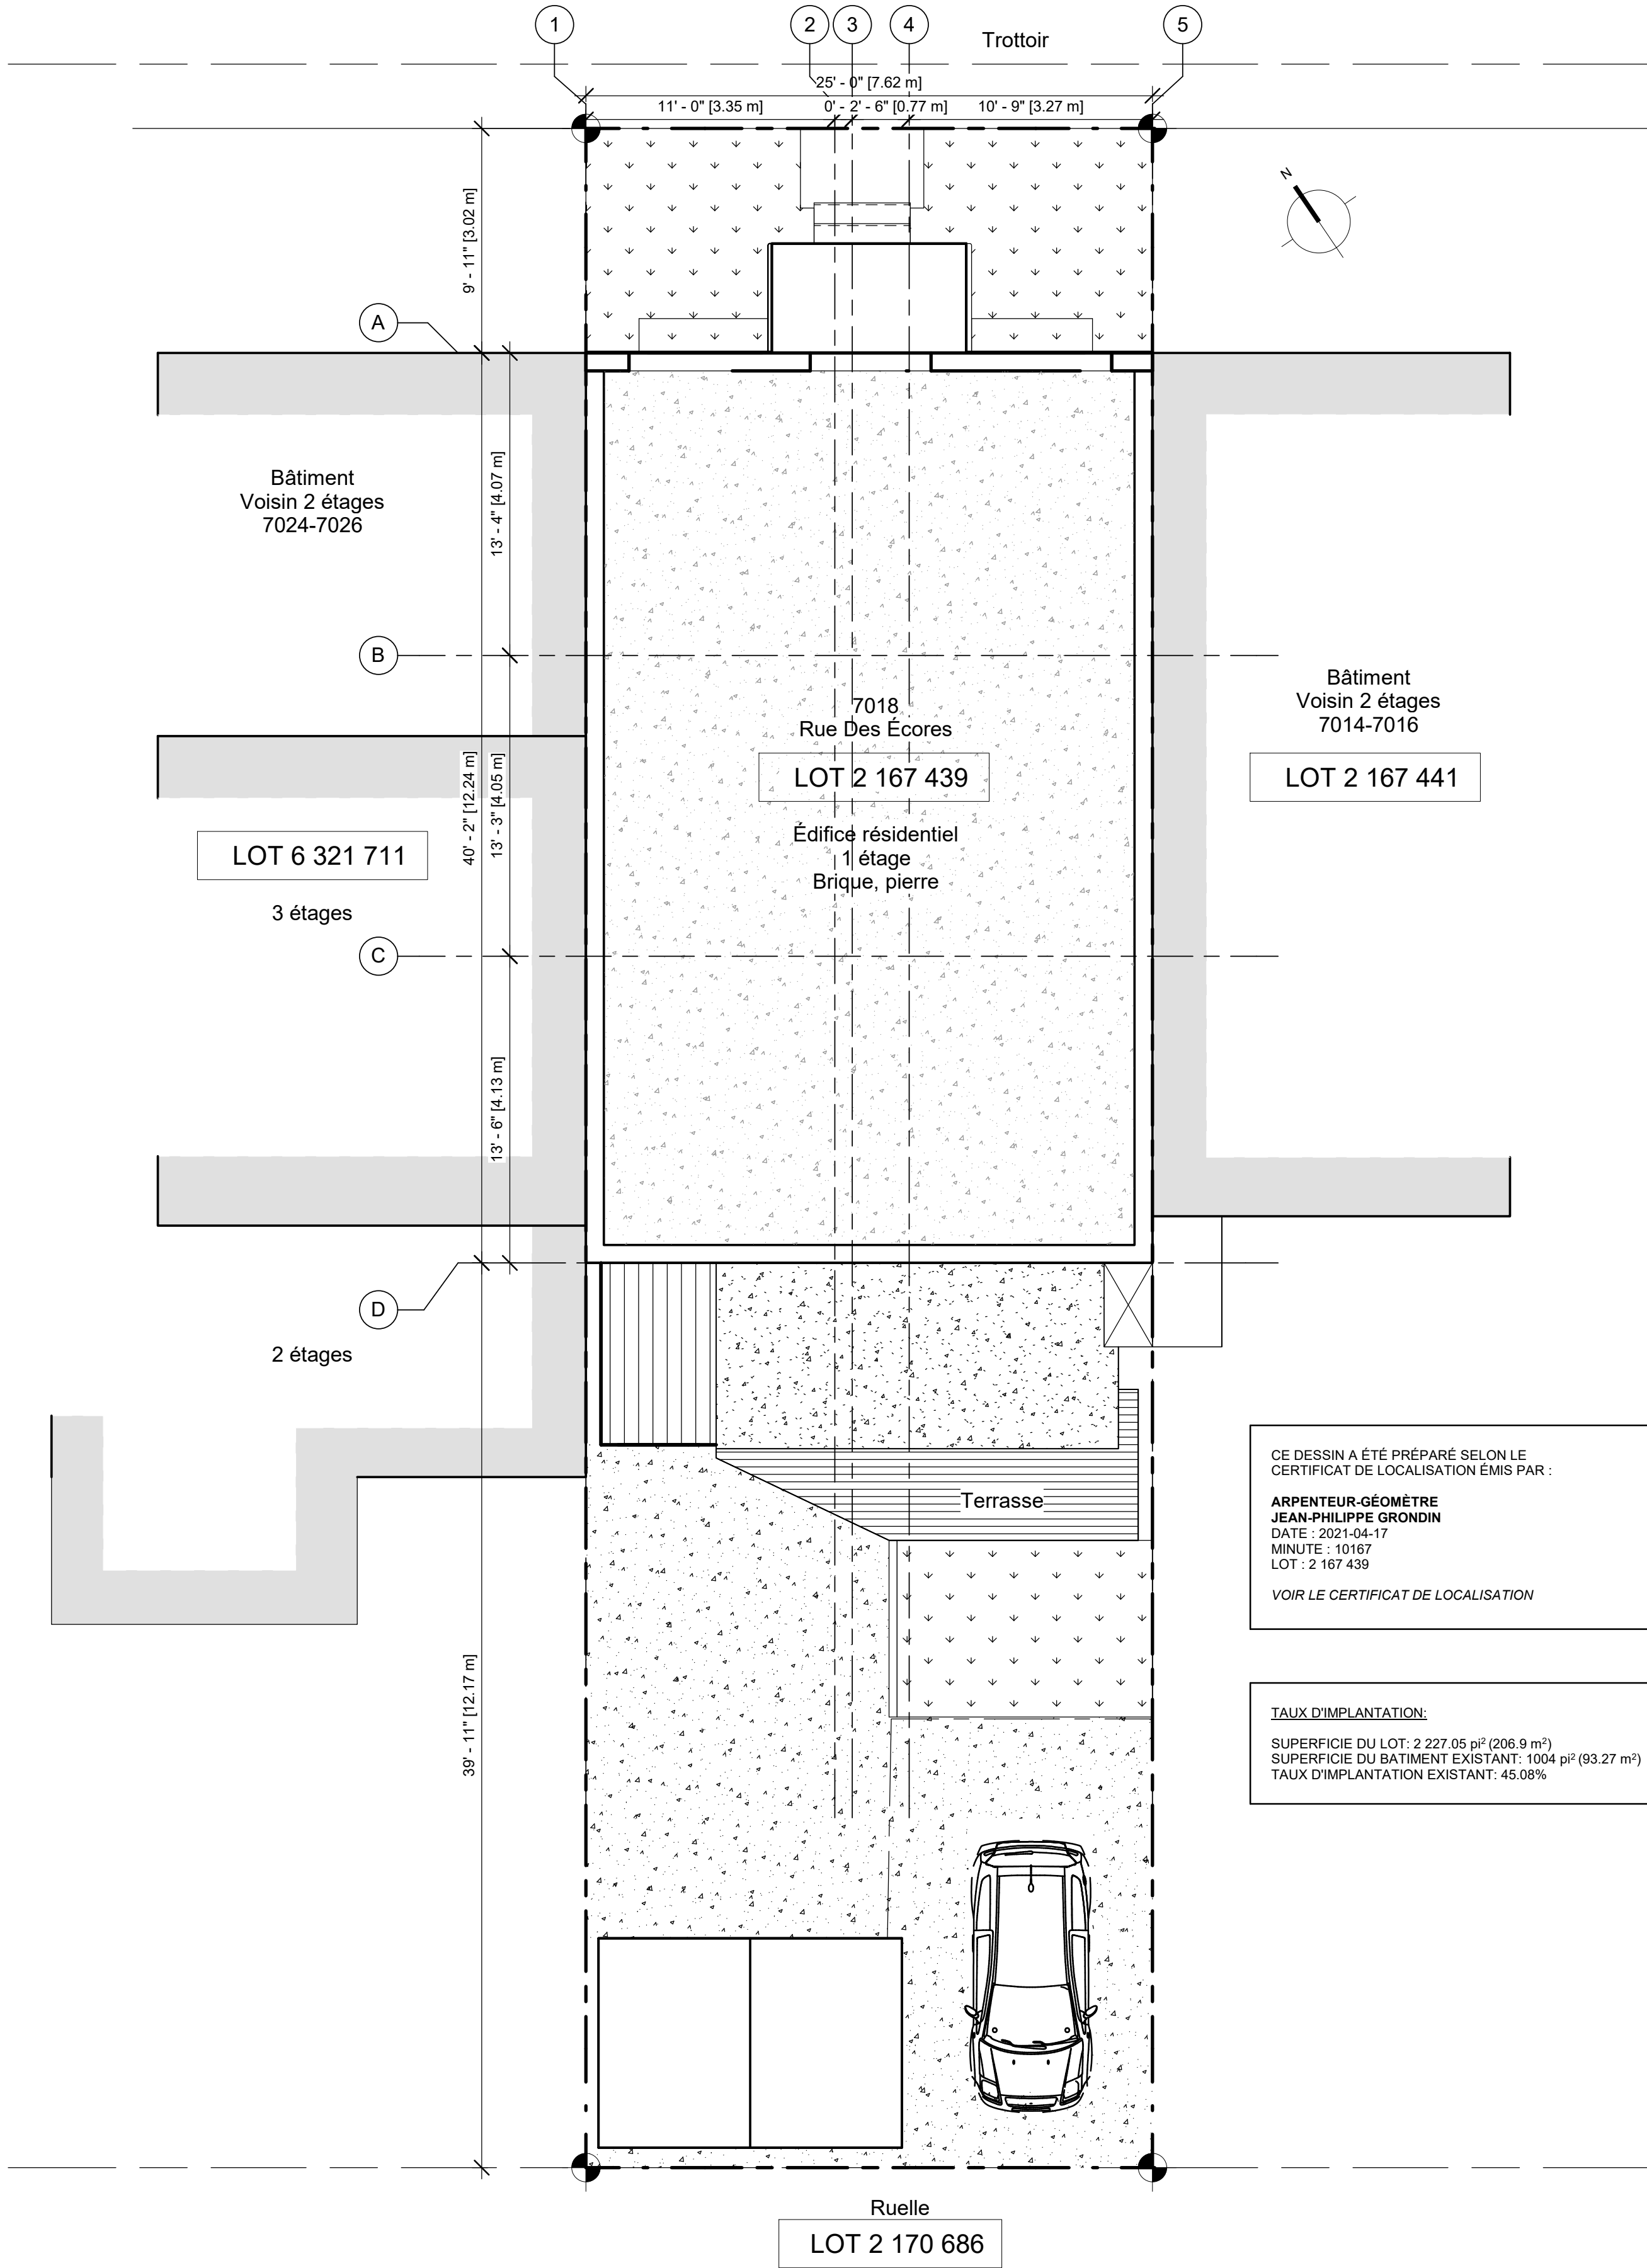 1
2
3
4
5
Trottoir
25' - 0" [7.62 m]
11' - 0" [3.35 m]
0' - 2' - 6" [0.77 m]
10' - 9" [3.27 m]
N
9' - 11" [3.02 m]
A
Bâtiment
Voisin 2 étages
7024-7026
13' - 4" [4.07 m]
B
Bâtiment
Voisin 2 étages
7014-7016
LOT 2 167 441
7018
Rue Des Écores
LOT 2 167 439
Édifice résidentiel
1 étage
Brique, pierre
40' - 2" [12.24 m]
13' - 3" [4.05 m]
LOT 6 321 711
3 étages
C
13' - 6" [4.13 m]
D
2 étages
Terrasse
CE DESSIN A ÉTÉ PRÉPARÉ SELON LE
CERTIFICAT DE LOCALISATION ÉMIS PAR :
ARPENTEUR-GÉOMÈTRE
JEAN-PHILIPPE GRONDIN
DATE : 2021-04-17
MINUTE : 10167
LOT : 2 167 439
VOIR LE CERTIFICAT DE LOCALISATION
39' - 11" [12.17 m]
TAUX D'IMPLANTATION:
SUPERFICIE DU LOT: 2 227.05 pi² (206.9 m²)
SUPERFICIE DU BATIMENT EXISTANT: 1004 pi² (93.27 m²)
TAUX D'IMPLANTATION EXISTANT: 45.08%
Ruelle
LOT 2 170 686